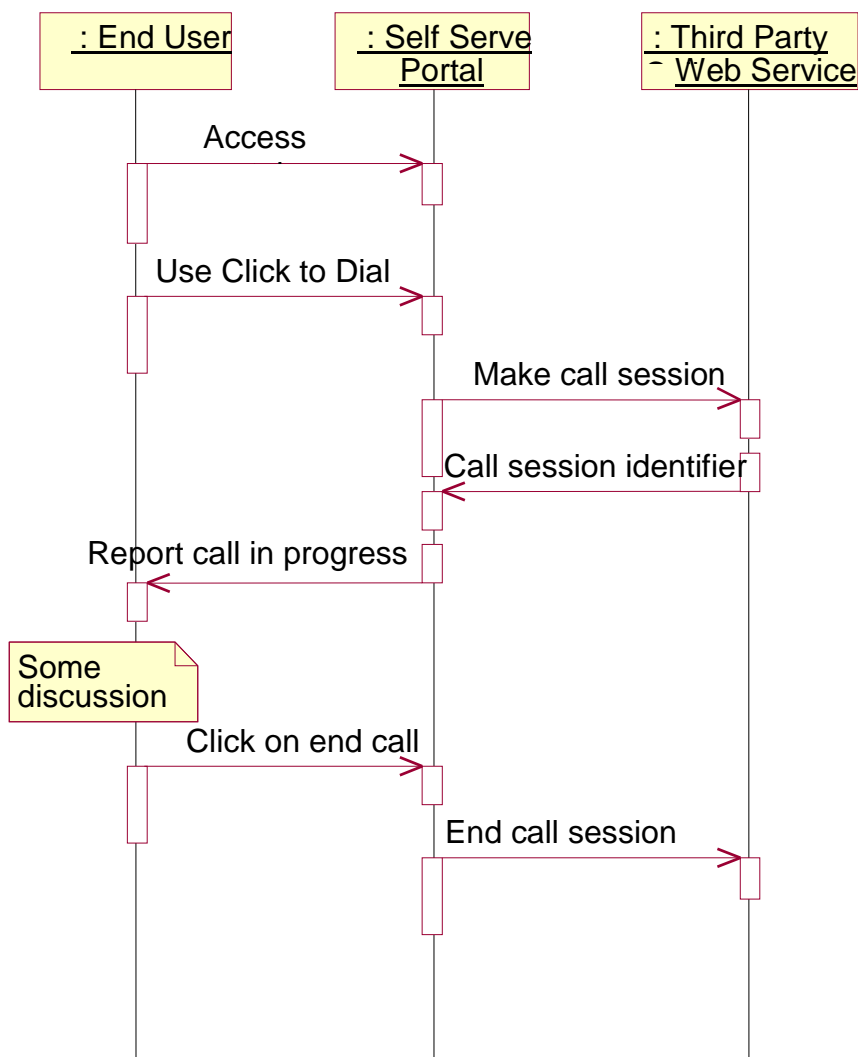 : End User
: Self Serve
Portal
: Third Party
Web Service
Access
Use Click to Dial
Make call session
Call session identifier
Report call in progress
Some
discussion
Click on end call
End call session